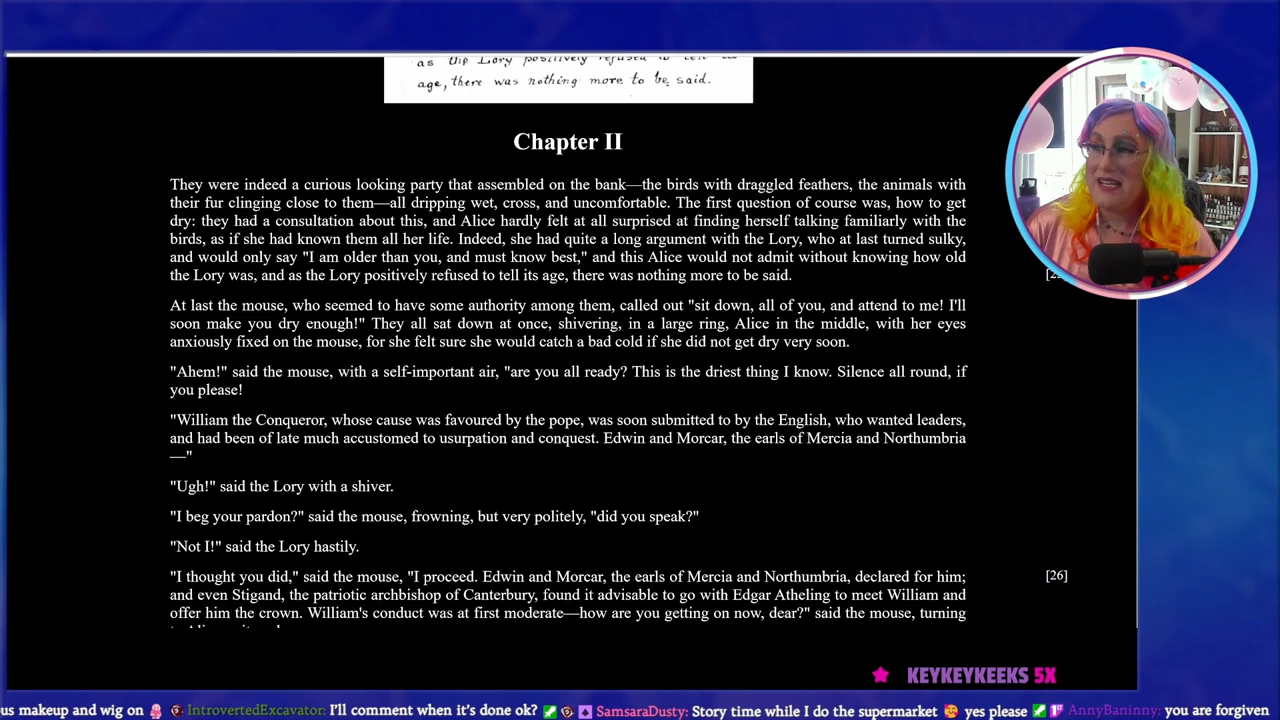 as the Lory positively refused to tell its
age, there was nothing more to be said.
Chapter II
They were indeed a curious looking party that assembled on the bank—the birds with draggled feathers, the animals with
their fur clinging close to them—all dripping wet, cross, and uncomfortable. The first question of course was, how to get
dry: they had a consultation about this, and Alice hardly felt at all surprised at finding herself talking familiarly with the
birds, as if she had known them all her life. Indeed, she had quite a long argument with the Lory, who at last turned sulky,
and would only say "I am older than you, and must know best," and this Alice would not admit without knowing how old
the Lory was, and as the Lory positively refused to tell its age, there was nothing more to be said.
At last the mouse, who seemed to have some authority among them, called out "sit down, all of you, and attend to me! I'll
soon make you dry enough!" They all sat down at once, shivering, in a large ring, Alice in the middle, with her eyes
anxiously fixed on the mouse, for she felt sure she would catch a bad cold if she did not get dry very soon.
"Ahem!" said the mouse, with a self-important air, "are you all ready? This is the driest thing I know. Silence all round, if
you please!
"William the Conqueror, whose cause was favoured by the pope, was soon submitted to by the English, who wanted leaders,
and had been of late much accustomed to usurpation and conquest. Edwin and Morcar, the earls of Mercia and Northumbria
—"
"Ugh!" said the Lory with a shiver.
"I beg your pardon?" said the mouse, frowning, but very politely, "did you speak?"
"Not I!" said the Lory hastily.
"I thought you did," said the mouse, "I proceed. Edwin and Morcar, the earls of Mercia and Northumbria, declared for him;
[26]
and even Stigand, the patriotic archbishop of Canterbury, found it advisable to go with Edgar Atheling to meet William and
offer him the crown. William's conduct was at first moderate—how are you getting on now, dear?" said the mouse, turning
KEYKEYKEEKS 5X
us makeup and wig on IntrovertedExcavator: I'll comment when it's done ok? SamsaraDusty: Story time while I do the supermarket yes please AnnyBaninny: you are forgiven